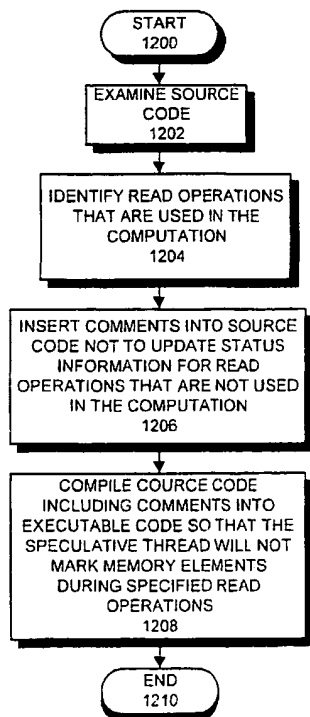 START
1200
EXAMINE SOURCE
CODE
1202
IDENTIFY READ OPERATIONS
THAT ARE USED IN THE
COMPUTATION
1204
INSERT COMMENTS INTO SOURCE
CODE NOT TO UPDATE STATUS
INFORMATION FOR READ
OPERATIONS THAT ARE NOT USED
IN THE COMPUTATION
1206
COMPILE COURCE CODE
INCLUDING COMMENTS INTO
EXECUTABLE CODE SO THAT THE
SPECULATIVE THREAD WILL NOT
MARK MEMORY ELEMENTS
DURING SPECIFIED READ
OPERATIONS
1208
END
1210